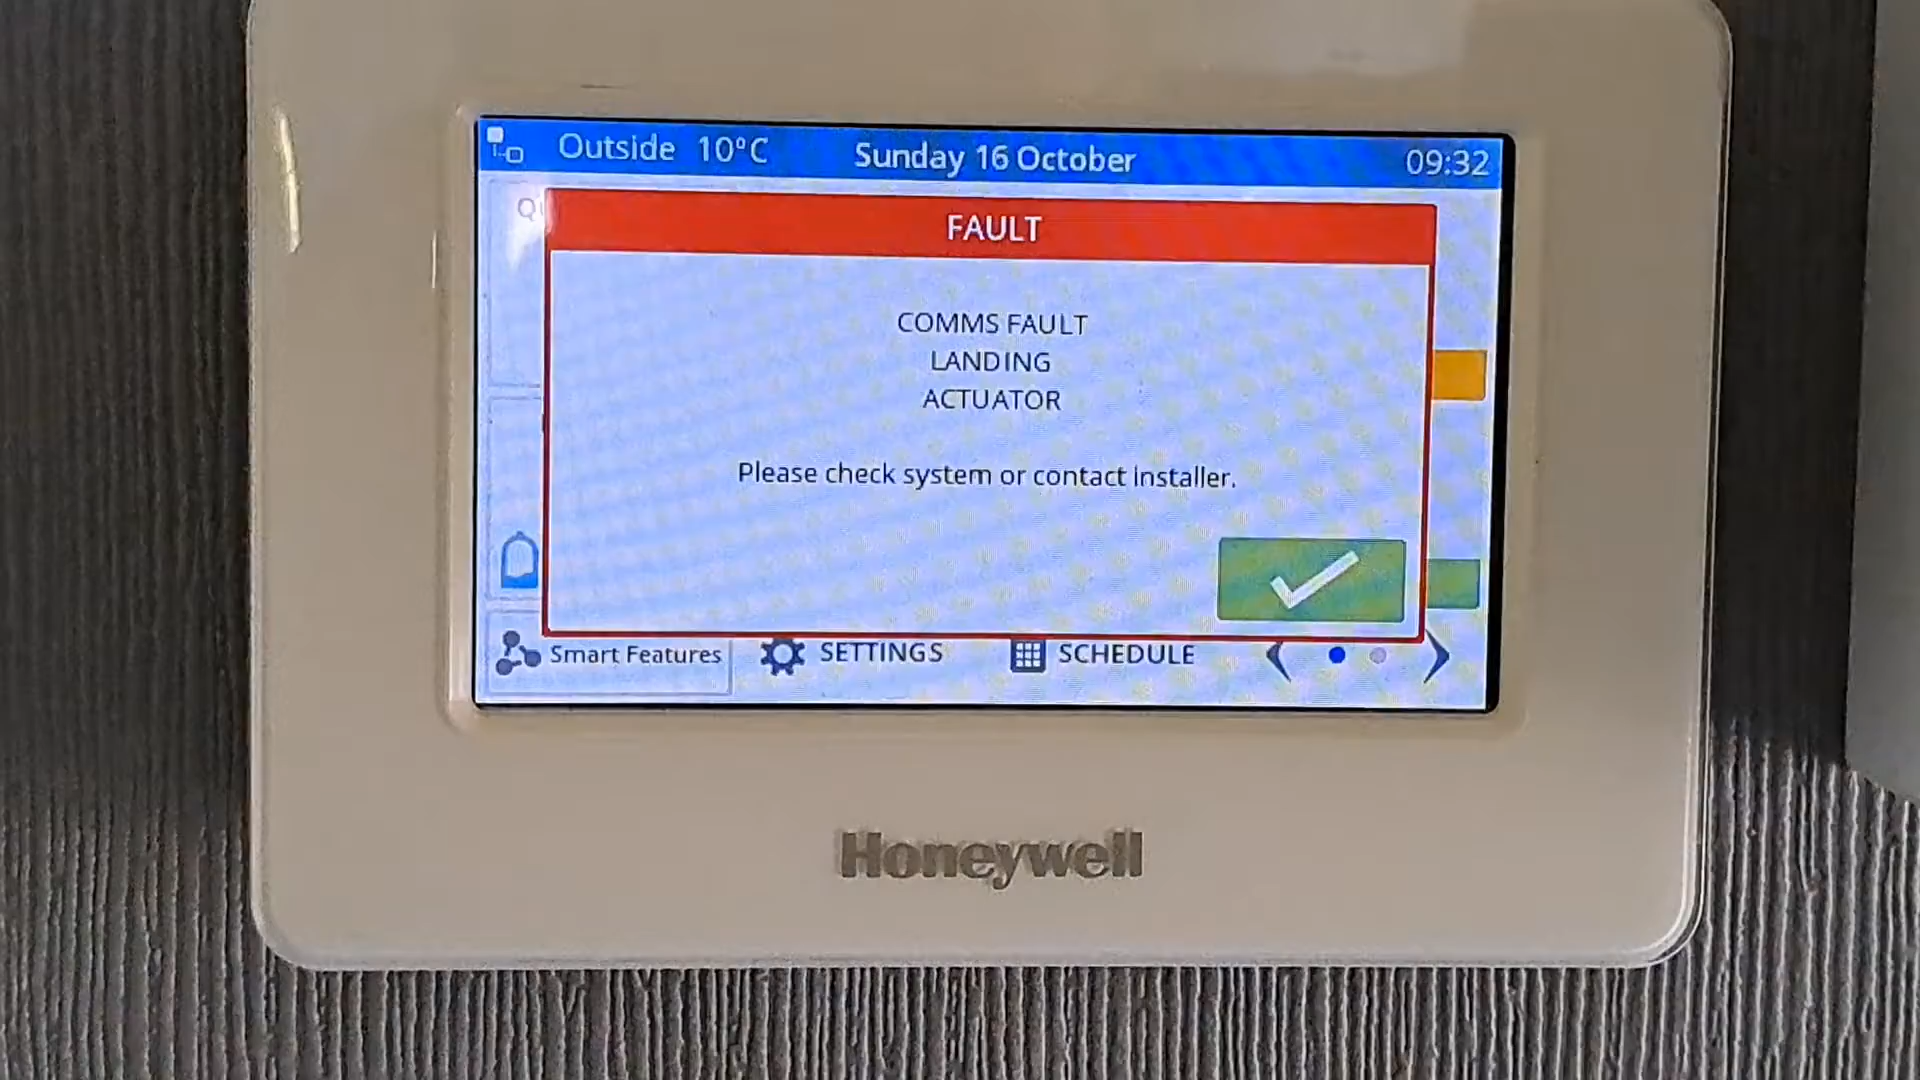 Outside 10°C Sunday 16 October 09:32
FAULT
COMMS FAULT
LANDING
ACTUATOR
Please check system or contact installer.
Smart Features SETTINGS SCHEDULE
Honeywell